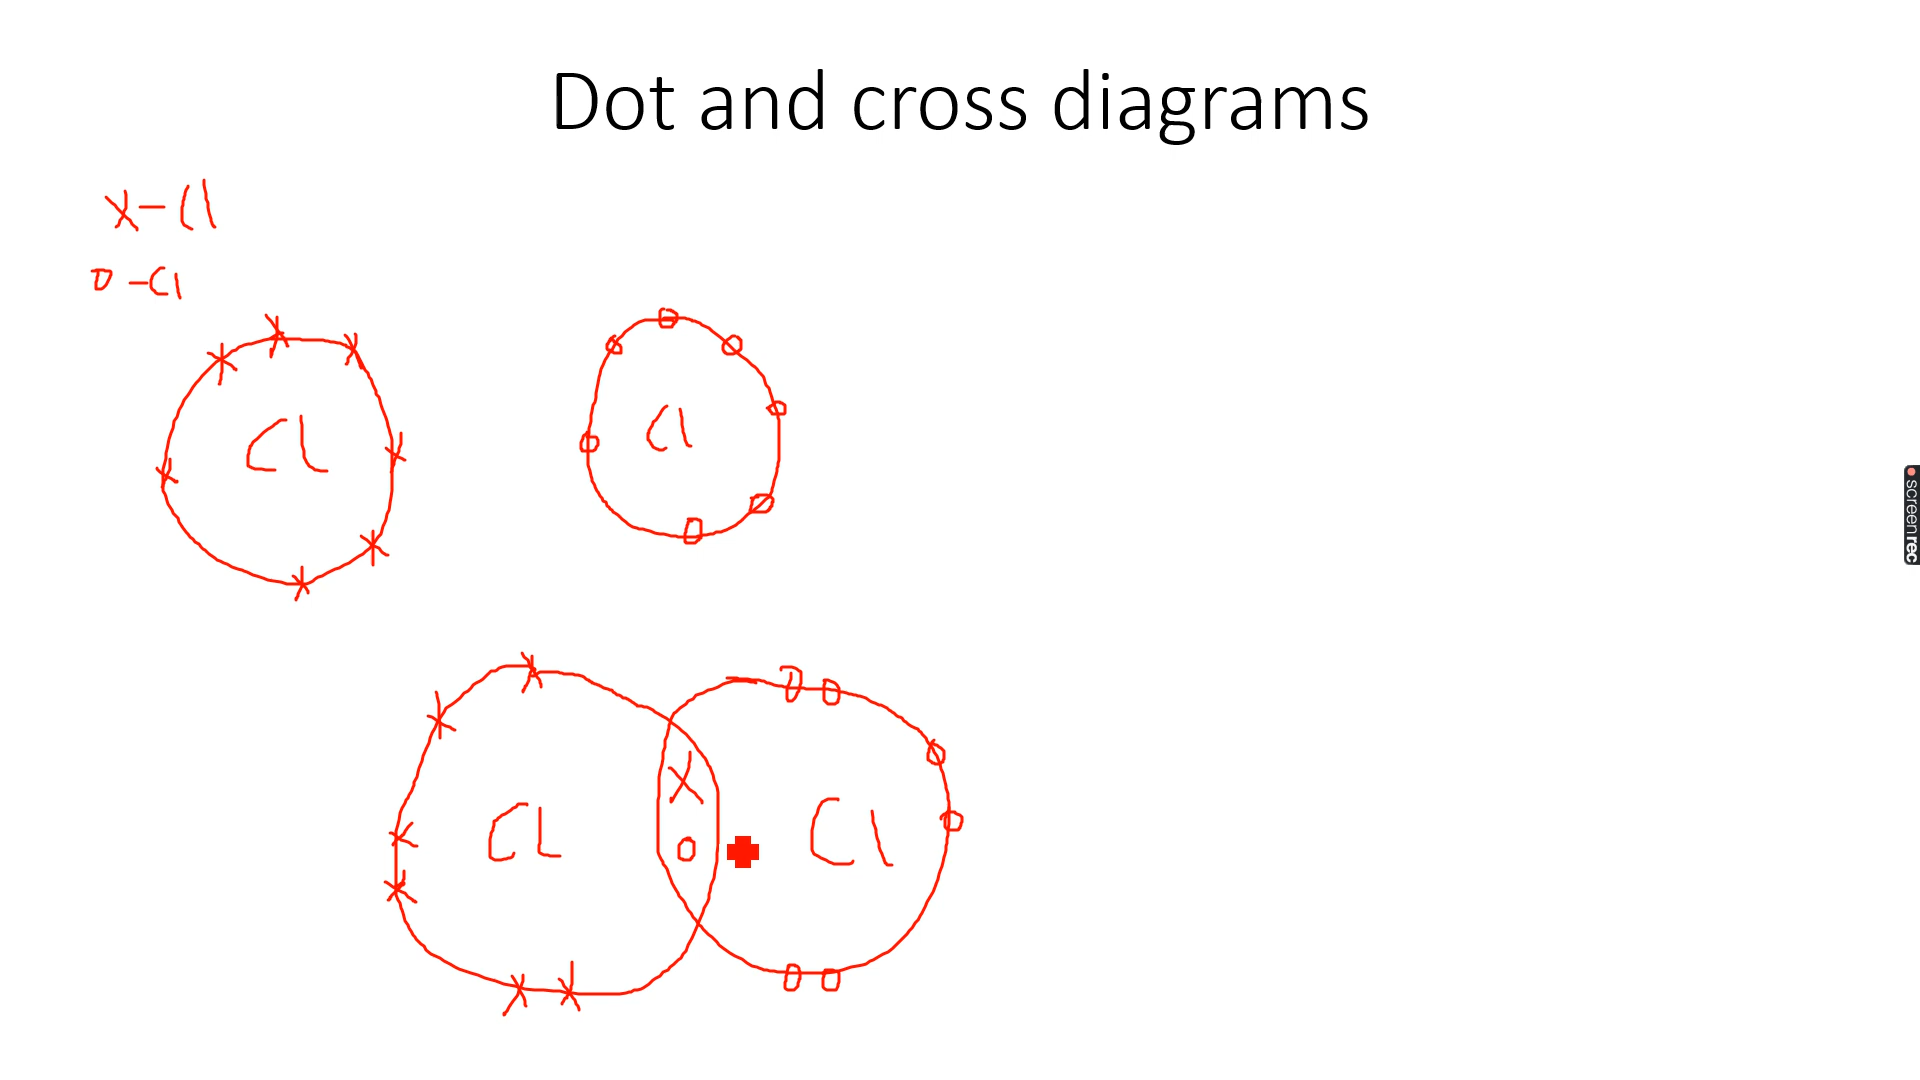 Dot and cross diagrams
x - Cl
o - Cl
Cl
Cl
Cl
x
o
Cl
screenrec